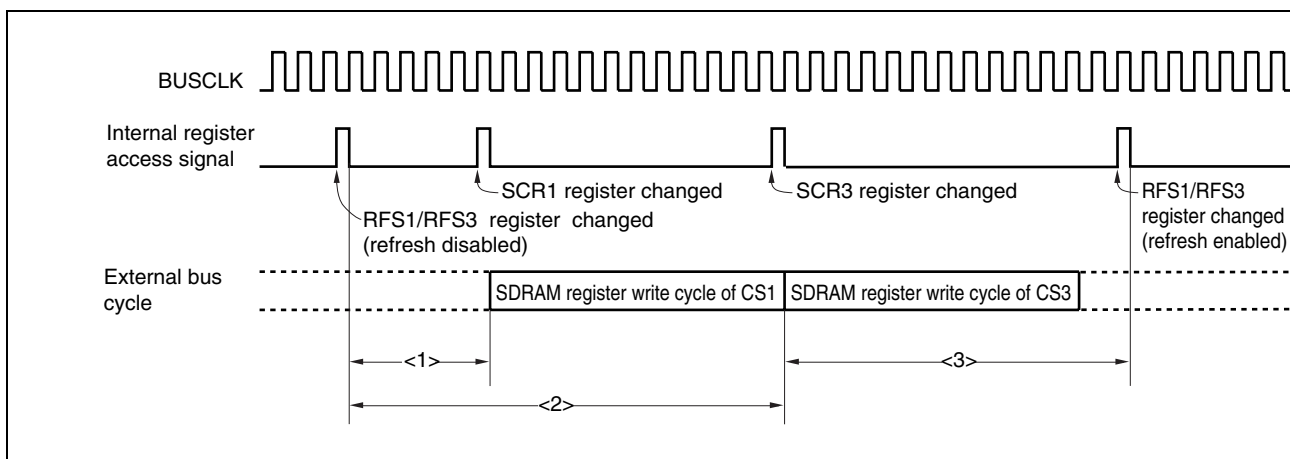 BUSCLK
Internal register
access signal
SCR1 register changed
SCR3 register changed
RFS1/RFS3
register changed
(refresh enabled)
RFS1/RFS3 register changed
(refresh disabled)
External bus
cycle
SDRAM register write cycle of CS1
SDRAM register write cycle of CS3
<1>
<3>
<2>